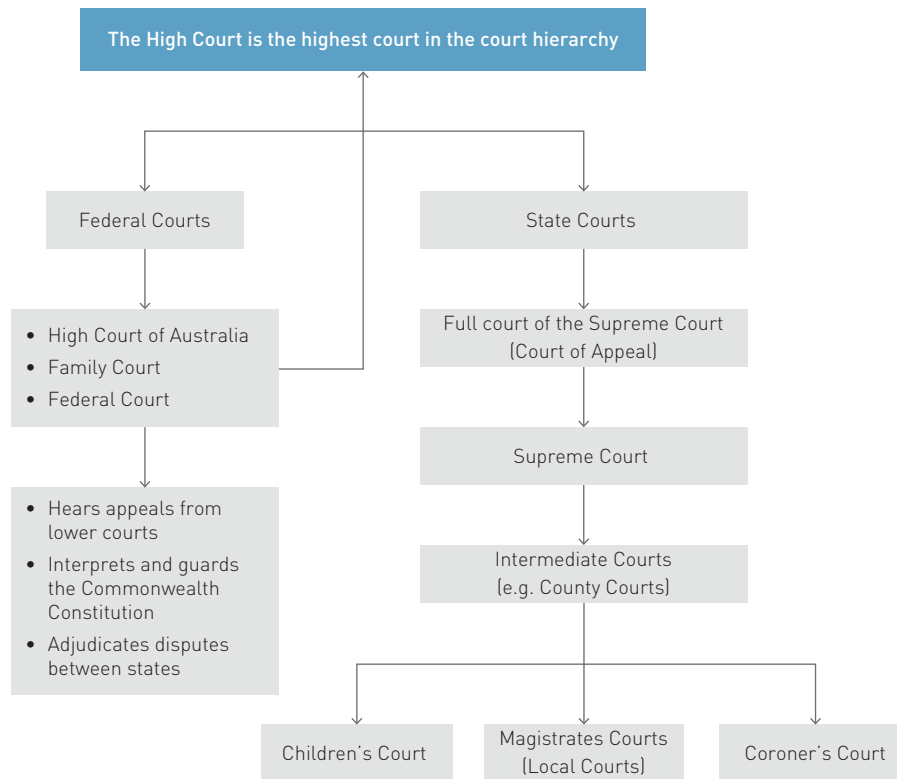 The High Court is the highest court in the court hierarchy
Federal Courts
• High Court of Australia
• Family Court
• Federal Court
• Hears appeals from
lower courts
• Interprets and guards
the Commonwealth
Constitution
• Adjudicates disputes
between states
State Courts
Full court of the Supreme Court
(Court of Appeal)
Supreme Court
Intermediate Courts
(e.g. County Courts)
Children’s Court
Magistrates Courts
(Local Courts)
Coroner’s Court